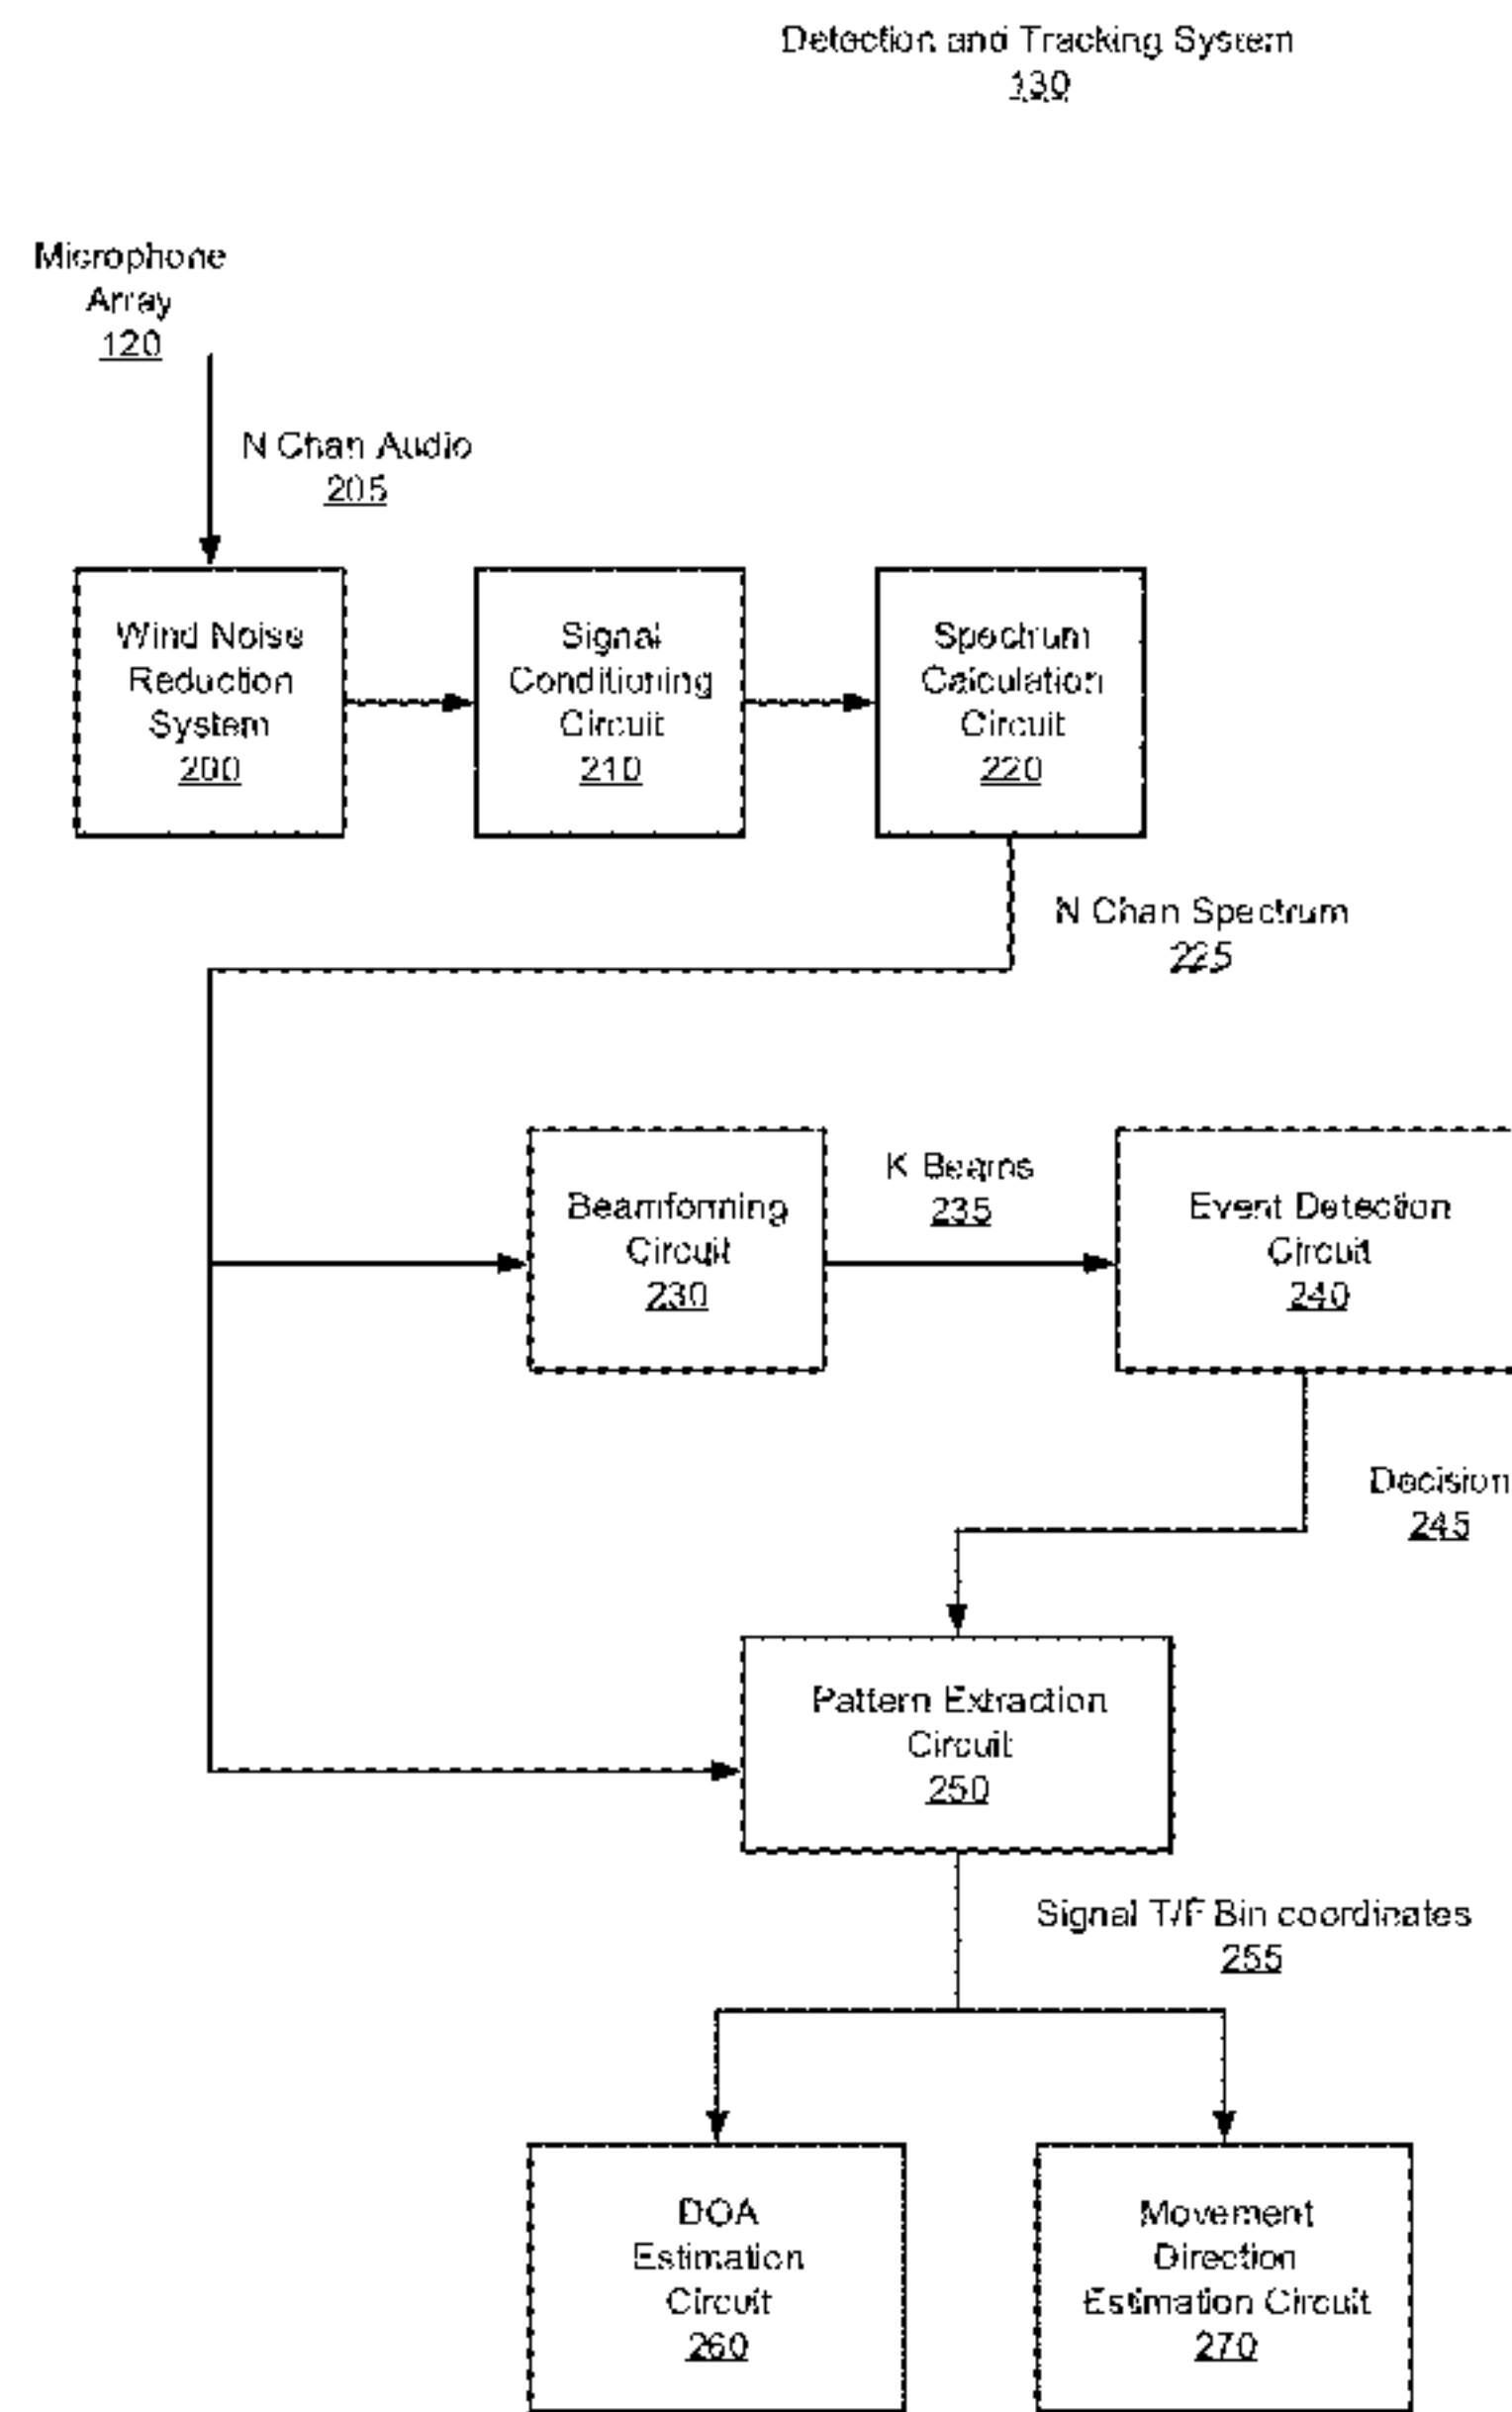 Detection and Tracking System
130
Microphone
Array
120
N Chan Audio
205
Wind Noise
Reduction
System
200
Signal
Conditioning
Circuit
210
Spectrum
Calculation
Circuit
220
N Chan Spectrum
225
Beamforming
Circuit
230
K Beams
235
Event Detection
Circuit
240
Decision
245
Pattern Extraction
Circuit
250
Signal T/F Bin coordinates
255
DOA
Estimation
Circuit
260
Movement
Direction
Estimation Circuit
270